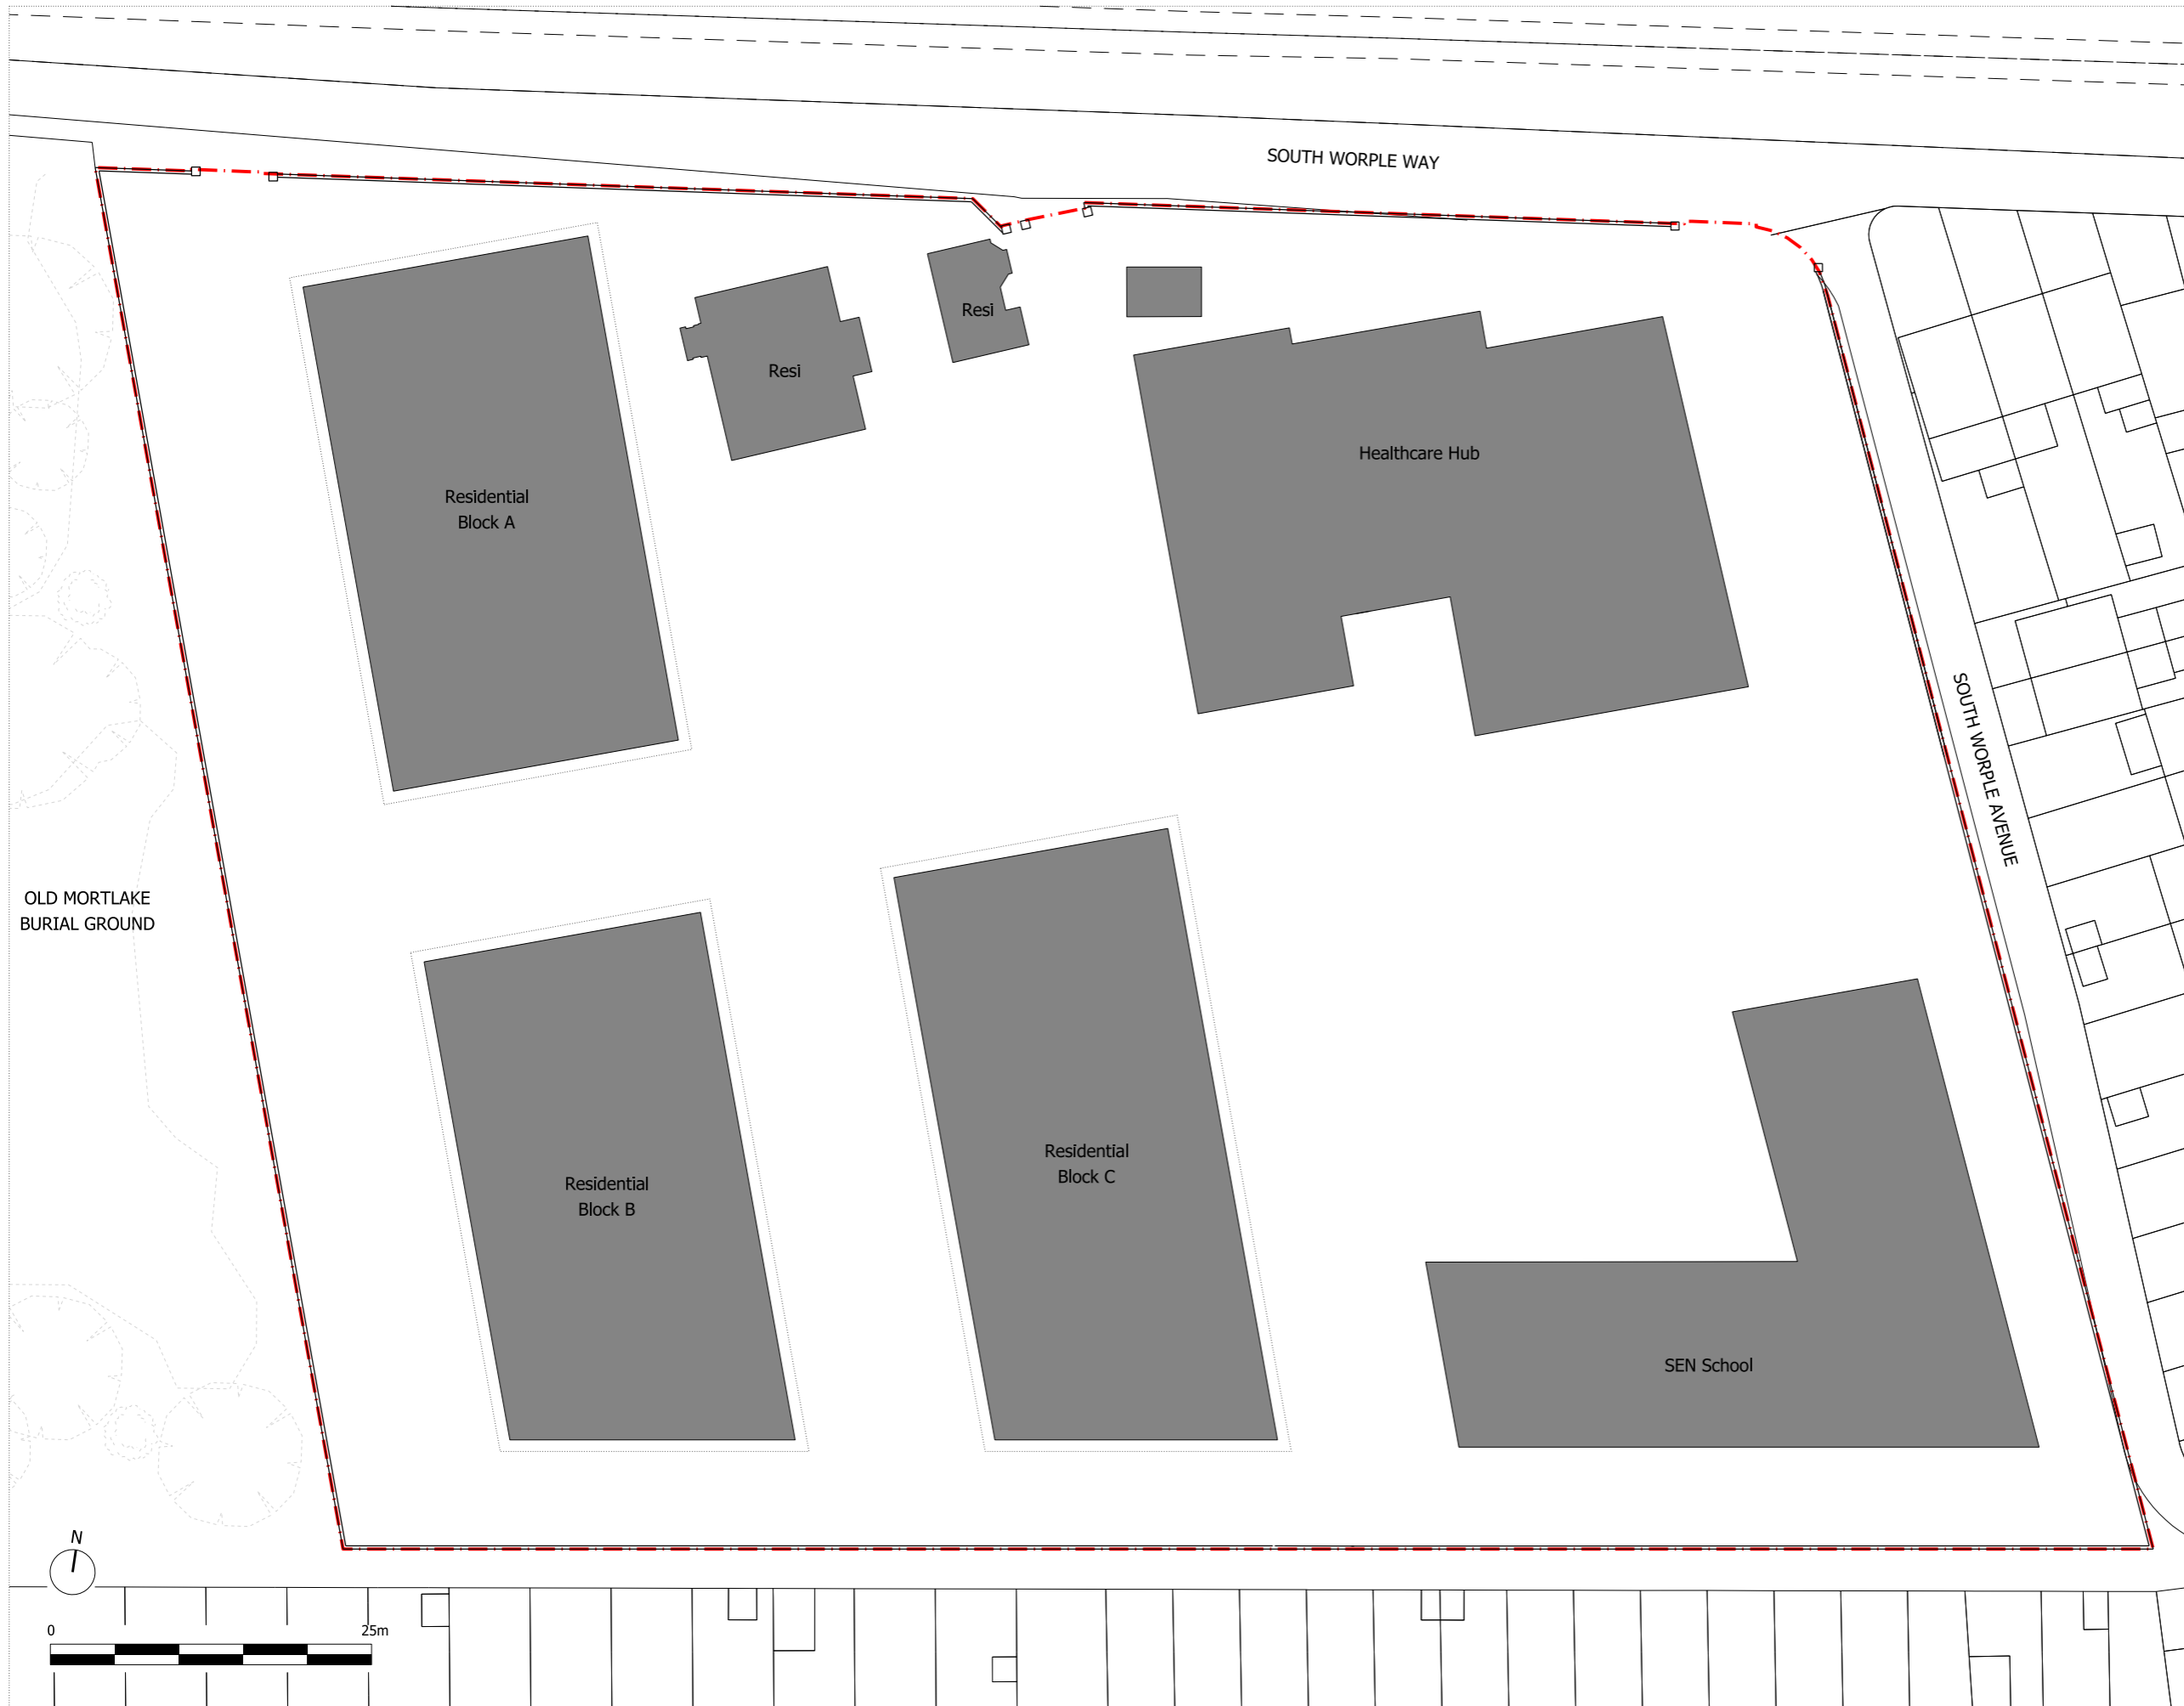 SOUTH WORPLE WAY
Resi
Resi
Healthcare Hub
Residential
Block A
SOUTH WORPLE AVENUE
OLD MORTLAKE
BURIAL GROUND
Residential
Block C
Residential
Block B
SEN School
N
0 25m